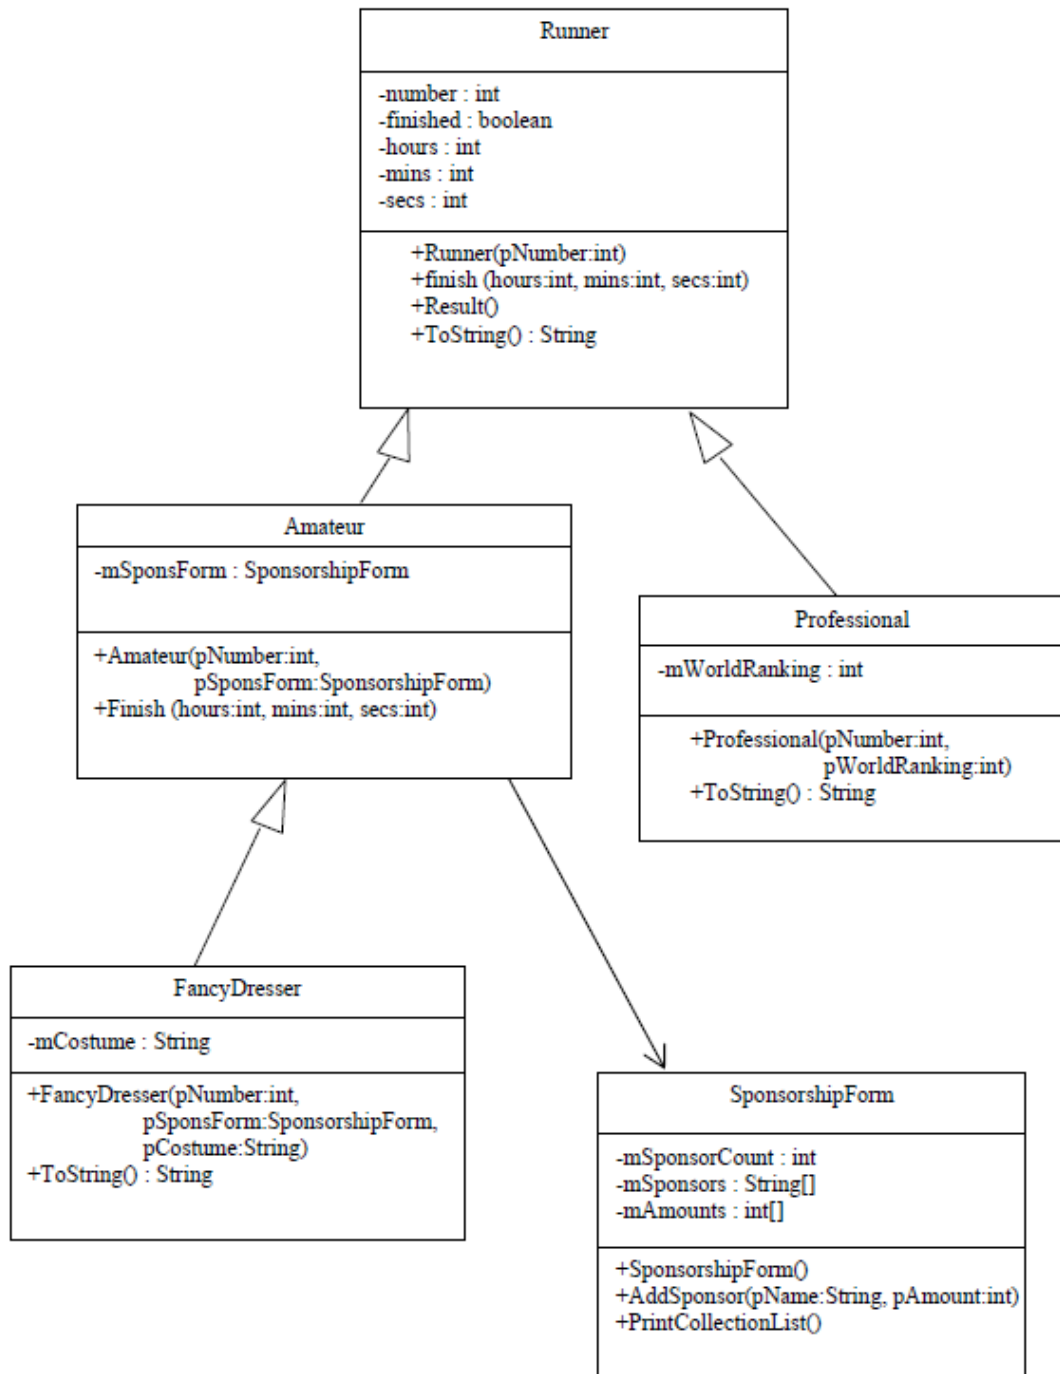 Runner
-number : int
-finished : boolean
-hours : int
-mins : int
-secs : int
+Runner(pNumber:int)
+finish (hours:int, mins:int, secs:int)
+Result()
+ToString() : String
Amateur
-mSponsForm : SponsorshipForm
+Amateur(pNumber:int,
pSponsForm:SponsorshipForm)
+Finish (hours:int, mins:int, secs:int)
Professional
-mWorldRanking : int
+Professional(pNumber:int,
pWorldRanking:int)
+ToString() : String
FancyDresser
-mCostume : String
+FancyDresser(pNumber:int,
pSponsForm:SponsorshipForm,
pCostume:String)
+ToString() : String
SponsorshipForm
-mSponsorCount : int
-mSponsors : String[]
-mAmounts : int[]
+SponsorshipForm()
+AddSponsor(pName:String, pAmount:int)
+PrintCollectionList()